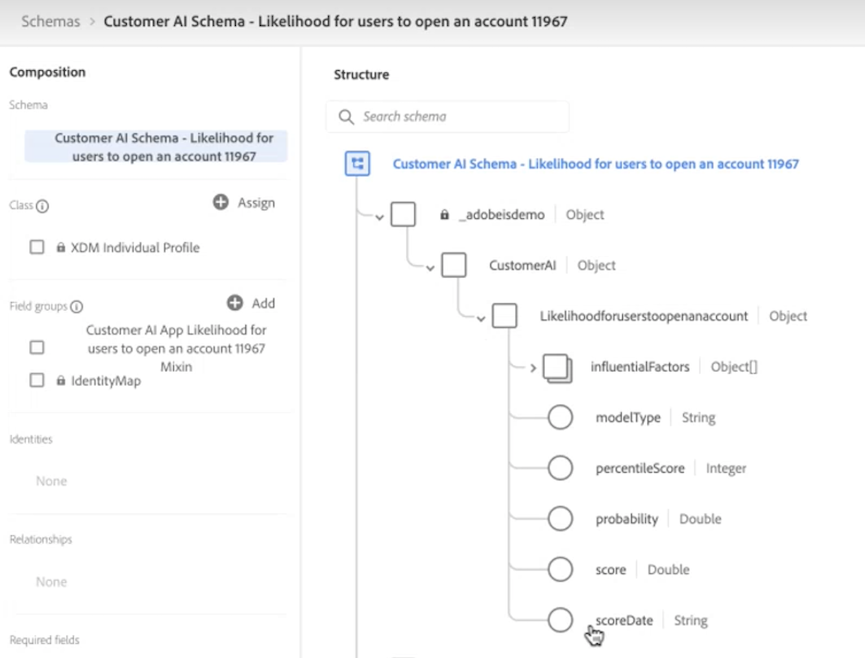 Schemas > Customer AI Schema - Likelihood for users to open an account 11967
Composition
Schema
Customer AI Schema - Likelihood for
users to open an account 11967
Class
Assign
XDM Individual Profile
Field groups
Add
Customer AI App Likelihood for
users to open an account 11967
Mixin
IdentityMap
Identities
None
Relationships
None
Required fields
Structure
Search schema
Customer AI Schema - Likelihood for users to open an account 11967
_adobeisdemo | Object
CustomerAI | Object
Likelihoodforuserstoopenanaccount | Object
influentialFactors | Object[]
modelType | String
percentileScore | Integer
probability | Double
score | Double
scoreDate | String